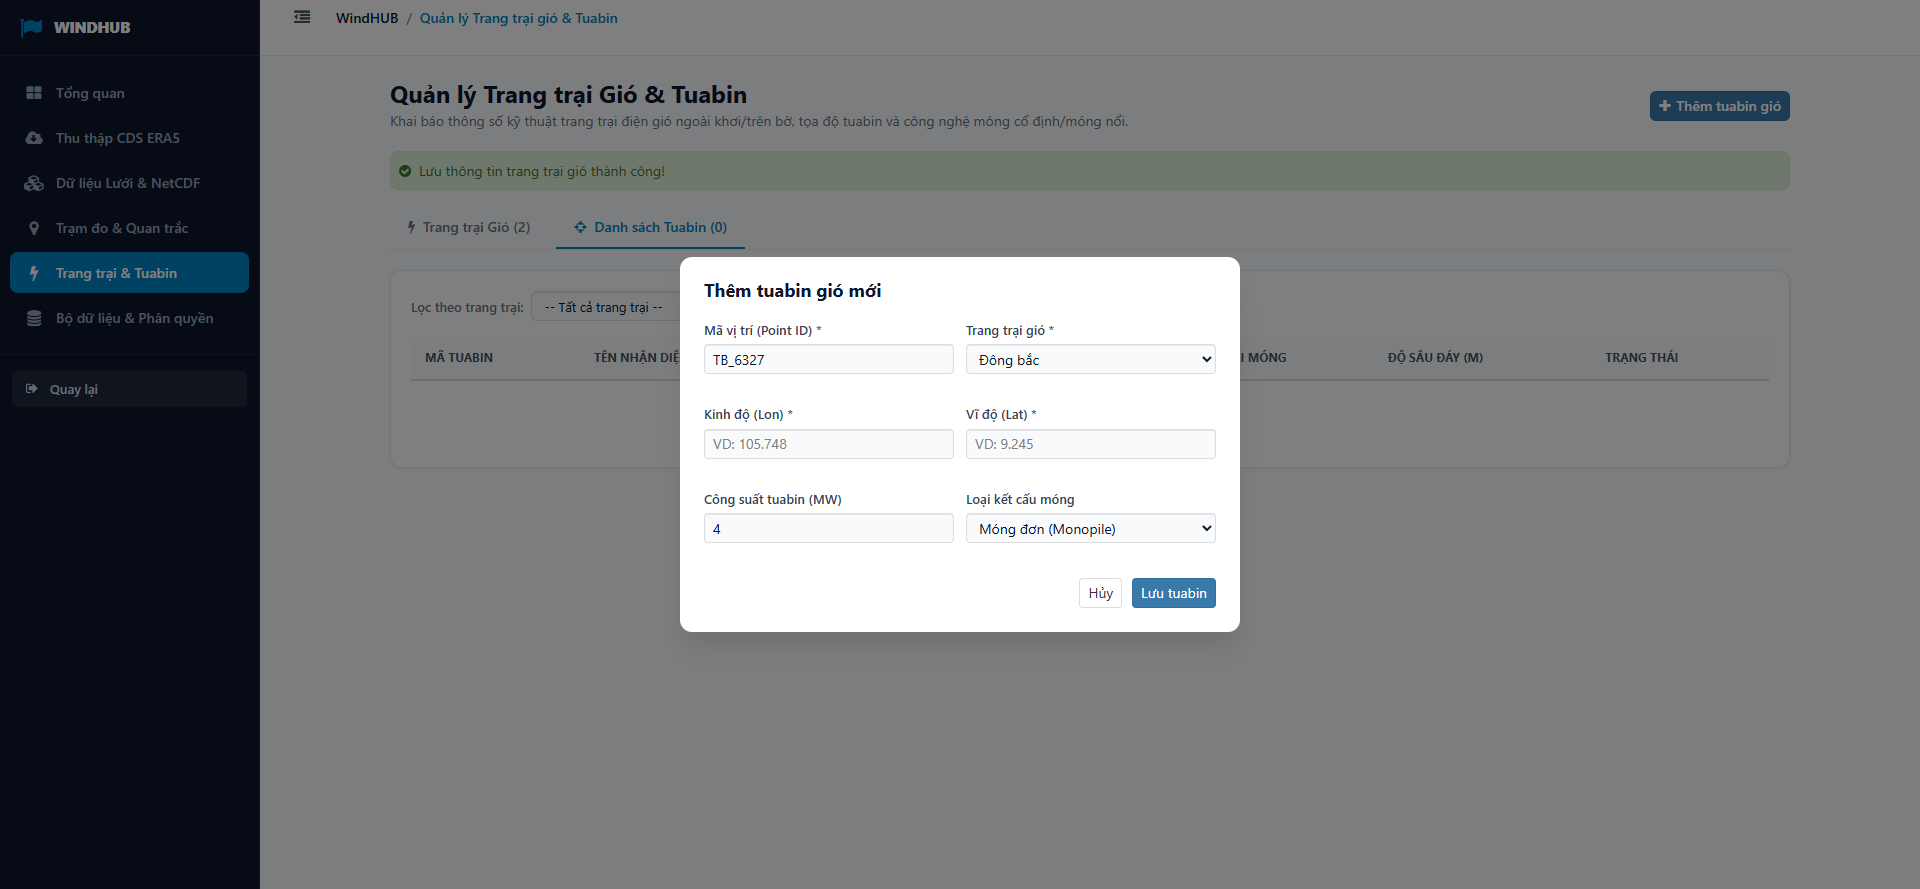 WINDHUB
WindHUB / Quản lý Trang trại gió & Tuabin
Tổng quan
Thu thập CDS ERA5
Dữ liệu Lưới & NetCDF
Trạm đo & Quan trắc
Trang trại & Tuabin
Bộ dữ liệu & Phân quyền
Quay lại
Quản lý Trang trại Gió & Tuabin
Khai báo thông số kỹ thuật trang trại điện gió ngoài khơi/trên bờ, tọa độ tuabin và công nghệ móng cố định/móng nổi.
Thêm tuabin gió
Lưu thông tin trang trại gió thành công!
Trang trại Gió (2)
Danh sách Tuabin (0)
Lọc theo trang trại:
-- Tất cả trang trại --
MÃ TUABIN
TÊN NHẬN DIỆ
I MÓNG
ĐỘ SÂU ĐÁY (M)
TRẠNG THÁI
Thêm tuabin gió mới
Mã vị trí (Point ID) *
Trang trại gió *
TB_6327
Đông bắc
Kinh độ (Lon) *
Vĩ độ (Lat) *
VD: 105.748
VD: 9.245
Công suất tuabin (MW)
Loại kết cấu móng
4
Móng đơn (Monopile)
Hủy
Lưu tuabin